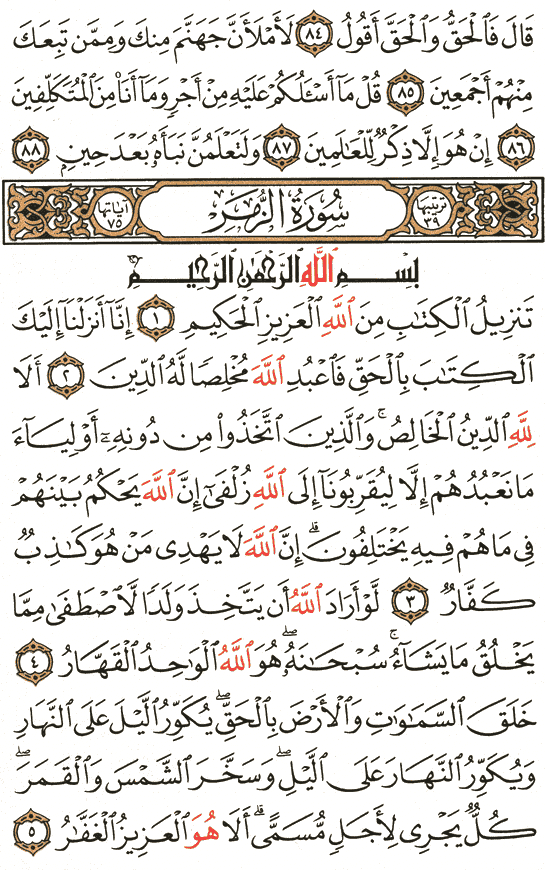 قَالَ فَٱلْحَقُّ وَٱلْحَقَّ أَقُولُ ٨٤ لَأَمْلَأَنَّ جَهَنَّمَ مِنكَ وَمِمَّن تَبِعَكَ
مِنْهُمْ أَجْمَعِينَ ٨٥ قُلْ مَآ أَسْـَٔلُكُمْ عَلَيْهِ مِنْ أَجْرٍ وَمَآ أَنَا۠ مِنَ ٱلْمُتَكَلِّفِينَ
٨٦ إِنْ هُوَ إِلَّا ذِكْرٌ لِّلْعَـٰلَمِينَ ٨٧ وَلَتَعْلَمُنَّ نَبَأَهُۥ بَعْدَ حِينٍۭ ٨٨
ترتيبها ٣٩ سُورَةُ الزُّمَرِ آياتها ٧٥
بِسْمِ ٱللَّهِ ٱلرَّحْمَـٰنِ ٱلرَّحِيمِ
تَنزِيلُ ٱلْكِتَـٰبِ مِنَ ٱللَّهِ ٱلْعَزِيزِ ٱلْحَكِيمِ ١ إِنَّآ أَنزَلْنَآ إِلَيْكَ
ٱلْكِتَـٰبَ بِٱلْحَقِّ فَٱعْبُدِ ٱللَّهَ مُخْلِصًا لَّهُ ٱلدِّينَ ٢ أَلَا
لِلَّهِ ٱلدِّينُ ٱلْخَالِصُ ۚ وَٱلَّذِينَ ٱتَّخَذُوا۟ مِن دُونِهِۦٓ أَوْلِيَآءَ
مَا نَعْبُدُهُمْ إِلَّا لِيُقَرِّبُونَآ إِلَى ٱللَّهِ زُلْفَىٰٓ إِنَّ ٱللَّهَ يَحْكُمُ بَيْنَهُمْ
فِى مَا هُمْ فِيهِ يَخْتَلِفُونَ ۗ إِنَّ ٱللَّهَ لَا يَهْدِى مَنْ هُوَ كَـٰذِبٌ
كَفَّارٌ ٣ لَّوْ أَرَادَ ٱللَّهُ أَن يَتَّخِذَ وَلَدًا لَّٱصْطَفَىٰ مِمَّا
يَخْلُقُ مَا يَشَآءُ ۚ سُبْحَـٰنَهُۥ ۖ هُوَ ٱللَّهُ ٱلْوَٰحِدُ ٱلْقَهَّارُ ٤
خَلَقَ ٱلسَّمَـٰوَٰتِ وَٱلْأَرْضَ بِٱلْحَقِّ ۖ يُكَوِّرُ ٱلَّيْلَ عَلَى ٱلنَّهَارِ
وَيُكَوِّرُ ٱلنَّهَارَ عَلَى ٱلَّيْلِ ۖ وَسَخَّرَ ٱلشَّمْسَ وَٱلْقَمَرَ ۖ
كُلٌّ يَجْرِى لِأَجَلٍ مُّسَمًّى ۗ أَلَا هُوَ ٱلْعَزِيزُ ٱلْغَفَّـٰرُ ٥